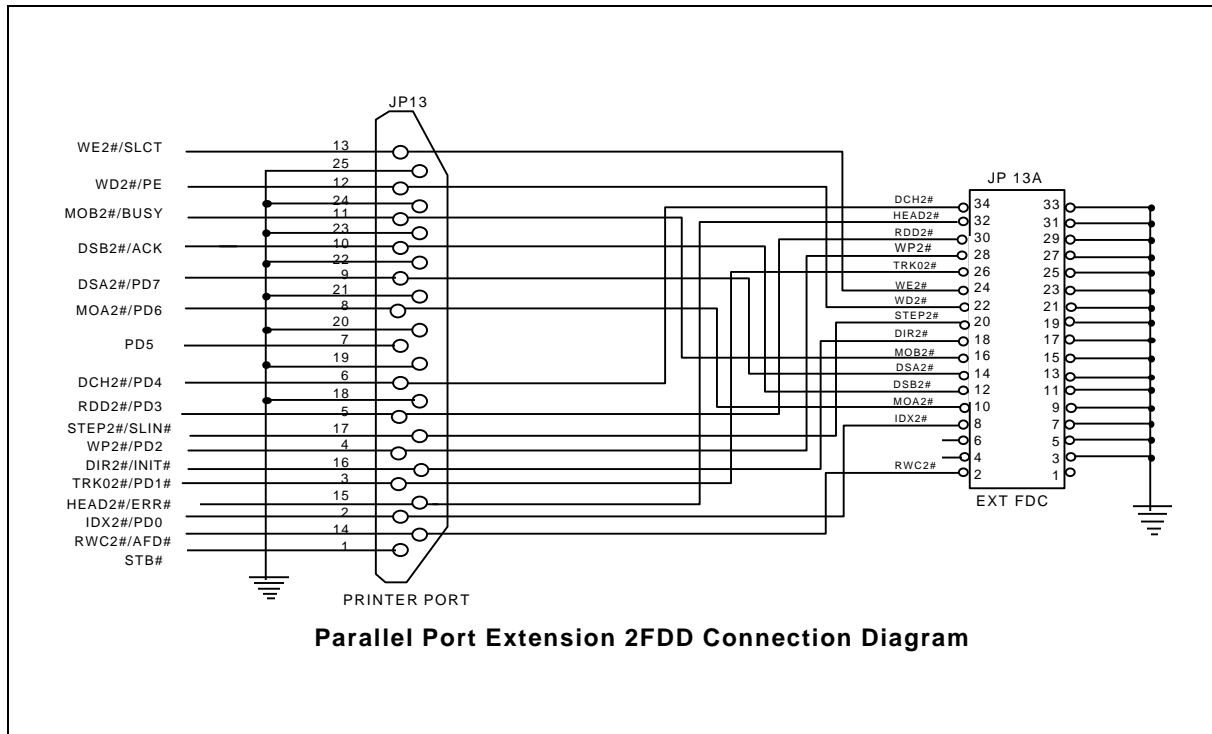 JP13
WE2#/SLCT 13
25
WD2#/PE 12
24
MOB2#/BUSY 11
23
DSB2#/ACK 10
22
DSA2#/PD7 9
21
MOA2#/PD6 8
20
PD5 7
19
DCH2#/PD4 6
18
RDD2#/PD3 5
STEP2#/SLIN# 17
WP2#/PD2 4
DIR2#/INIT# 16
TRK02#/PD1# 3
HEAD2#/ERR# 15
IDX2#/PD0 2
RWC2#/AFD# 14
STB# 1
PRINTER PORT
JP 13A
DCH2# 34 33
HEAD2# 32 31
RDD2# 30 29
WP2# 28 27
TRK02# 26 25
WE2# 24 23
WD2# 22 21
STEP2# 20 19
DIR2# 18 17
MOB2# 16 15
DSA2# 14 13
DSB2# 12 11
MOA2# 10 9
IDX2# 8 7
6 5
4 3
RWC2# 2 1
EXT FDC
Parallel Port Extension 2FDD Connection Diagram